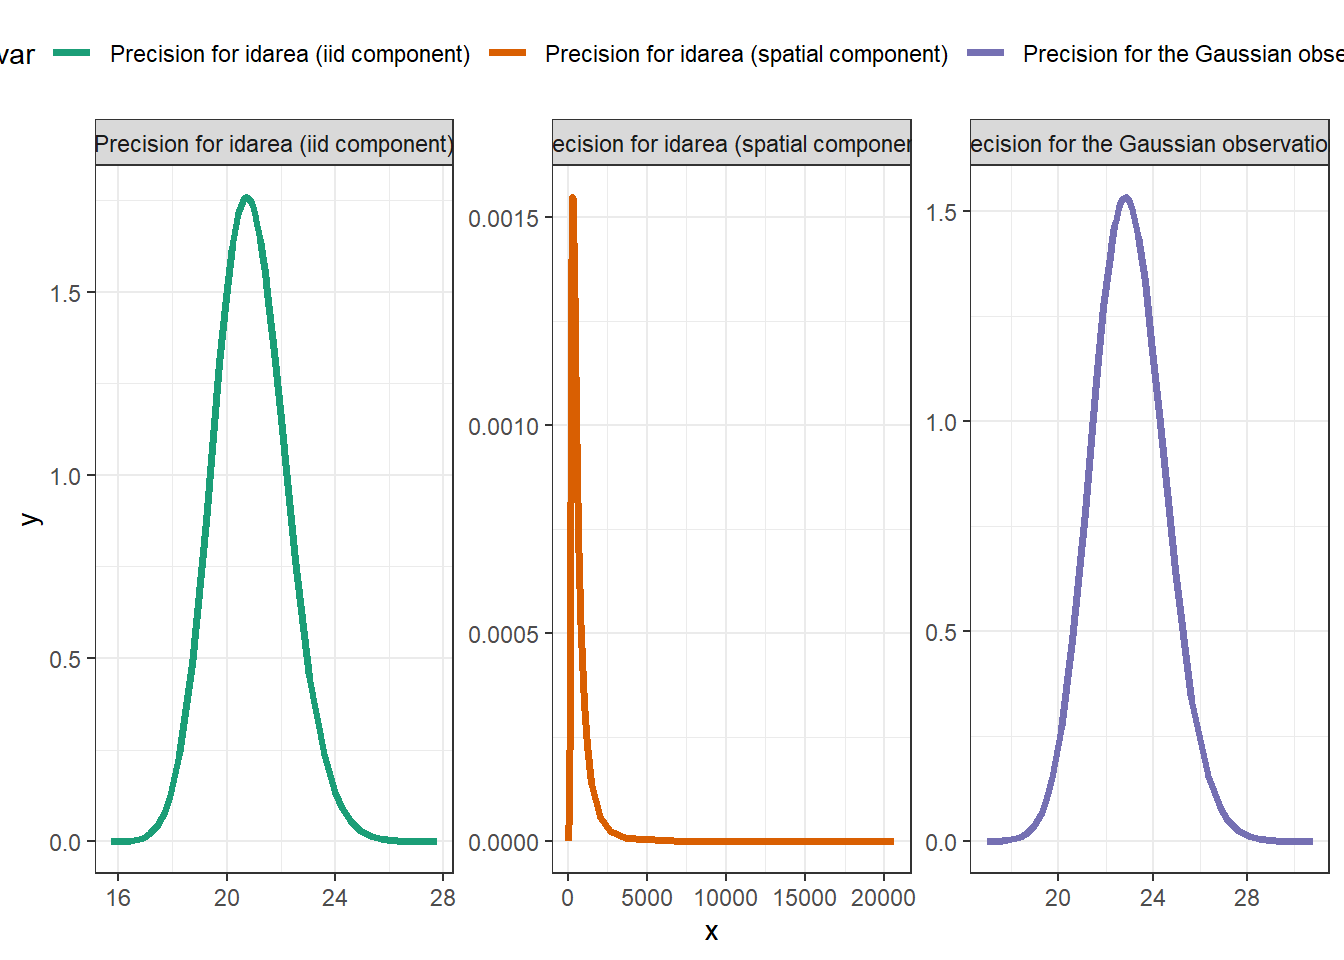 var Precision for idarea (iid component) Precision for idarea (spatial component) Precision for the Gaussian obse
Precision for idarea (iid component)
ecision for idarea (spatial componen
ecision for the Gaussian observatio
y
1.5
1.0
0.5
0.0
16 20 24 28
0.0015
0.0010
0.0005
0.0000
0 5000 10000 15000 20000
1.5
1.0
0.5
0.0
20 24 28
x